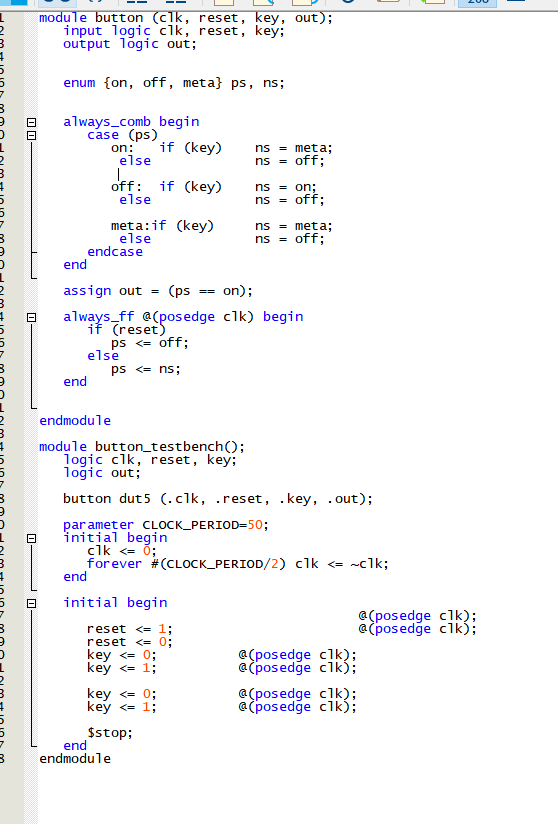 module button (clk, reset, key, out);
input logic clk, reset, key;
output logic out;
enum {on, off, meta} ps, ns;
always_comb begin
case (ps)
on: if (key) ns = meta;
else ns = off;
off: if (key) ns = on;
else ns = off;
meta:if (key) ns = meta;
else ns = off;
endcase
end
assign out = (ps == on);
always_ff @(posedge clk) begin
if (reset)
ps <= off;
else
ps <= ns;
end
endmodule
module button_testbench();
logic clk, reset, key;
logic out;
button dut5 (.clk, .reset, .key, .out);
parameter CLOCK_PERIOD=50;
initial begin
clk <= 0;
forever #(CLOCK_PERIOD/2) clk <= ~clk;
end
initial begin
@(posedge clk);
reset <= 1; @(posedge clk);
reset <= 0;
key <= 0; @(posedge clk);
key <= 1; @(posedge clk);
key <= 0; @(posedge clk);
key <= 1; @(posedge clk);
$stop;
end
endmodule